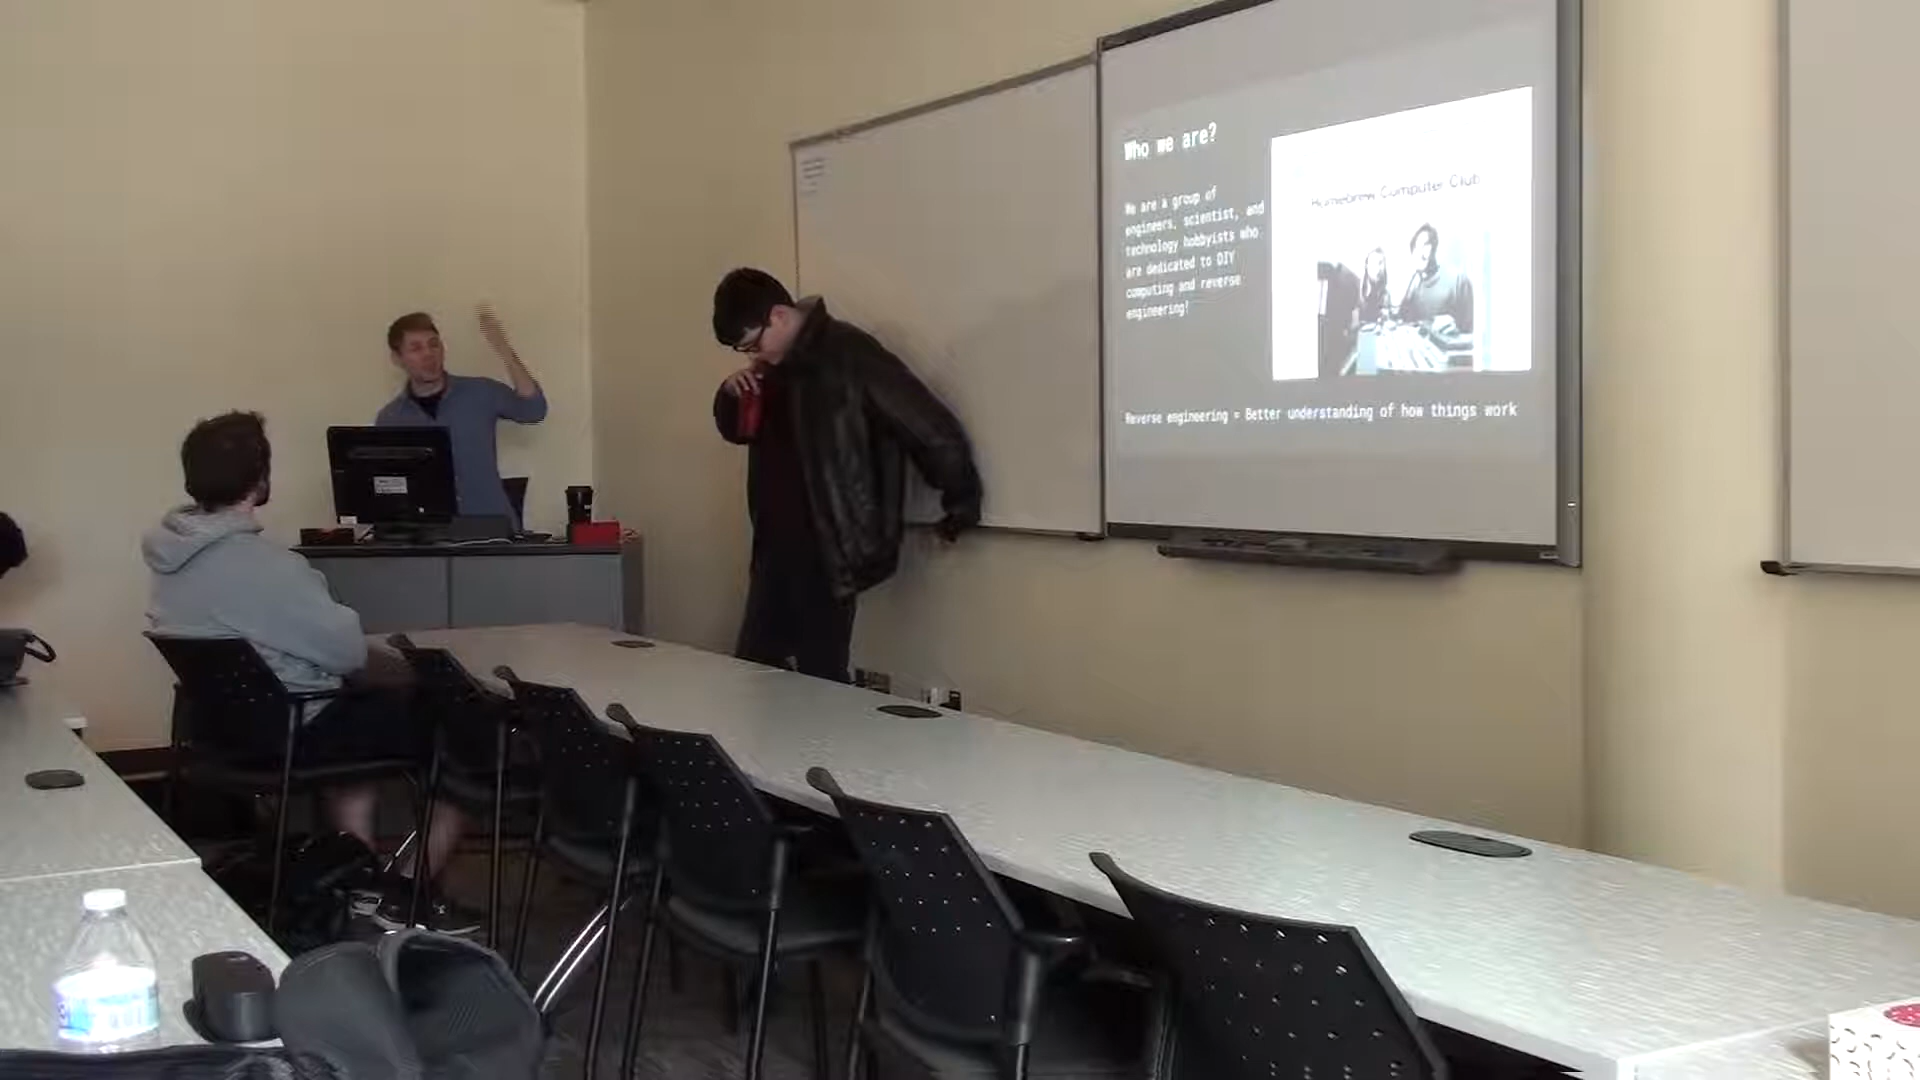 Who we are?
We are a group of
engineers, scientist, and
technology hobbyists who
are dedicated to DIY
computing and reverse
engineering!
Homebrew Computer Club
Reverse engineering = Better understanding of how things work